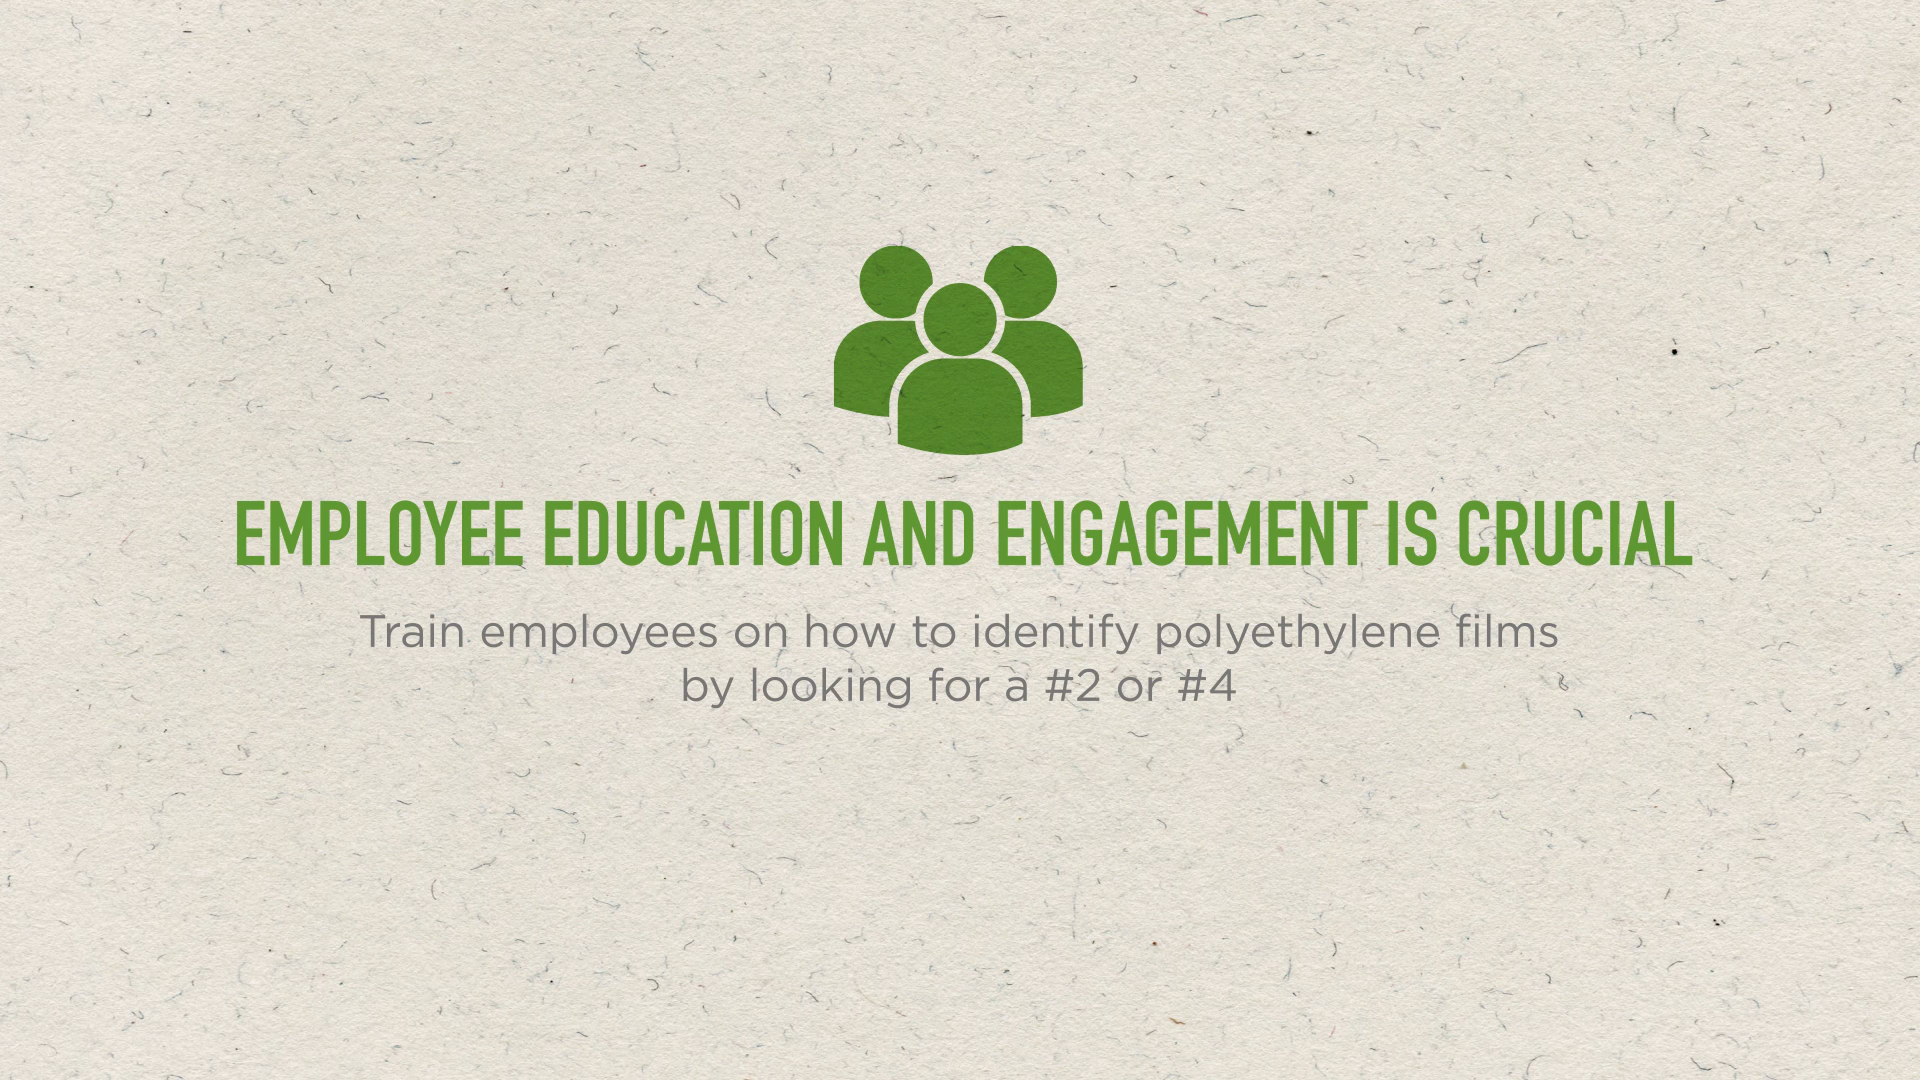 EMPLOYEE EDUCATION AND ENGAGEMENT IS CRUCIAL
Train employees on how to identify polyethylene films
by looking for a #2 or #4